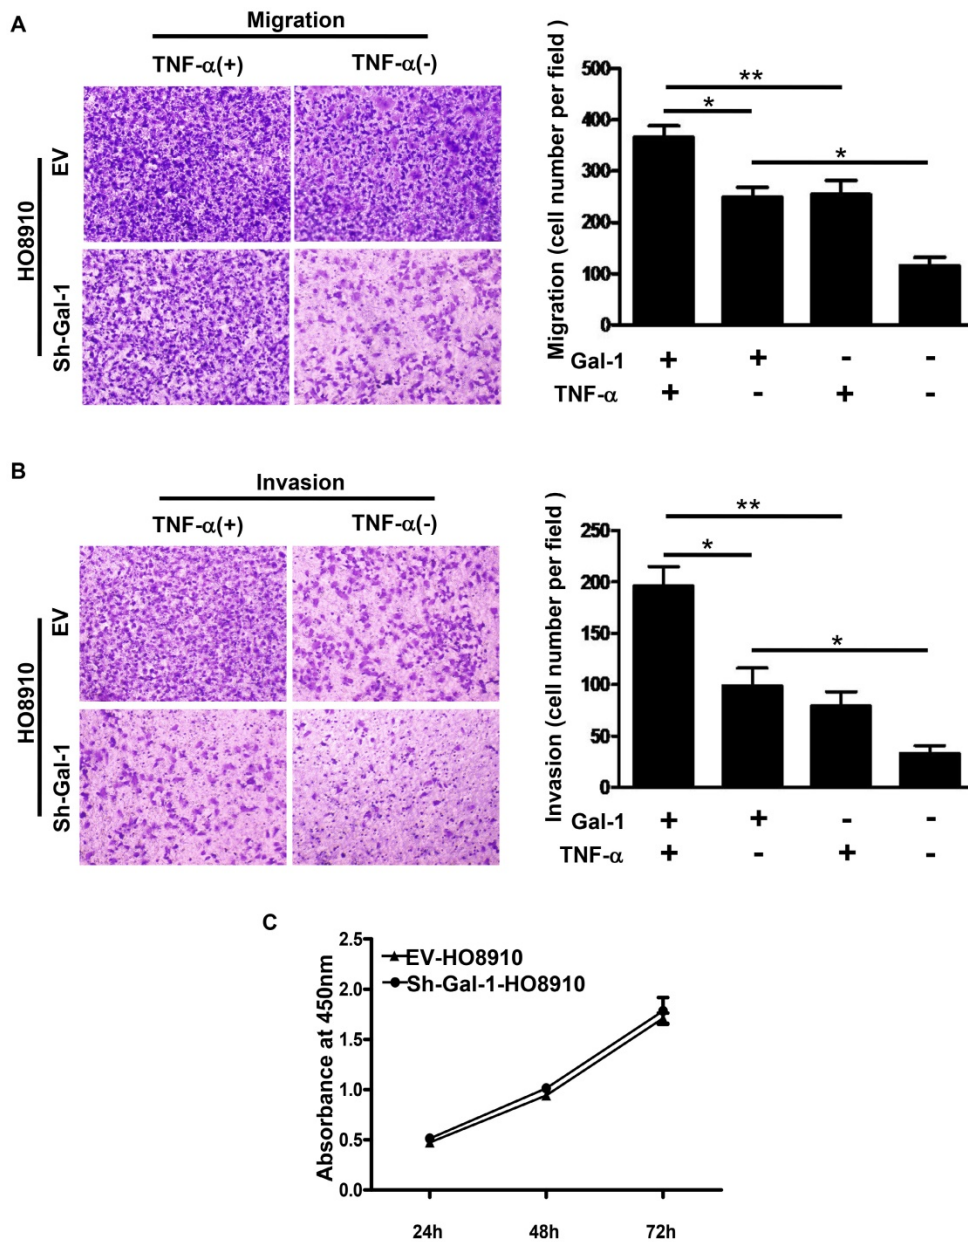 A
Migration
TNF-α(+) TNF-α(-)
HO8910
EV
Sh-Gal-1
Migration (cell number per field )
500
400
300
200
100
0
** 
*
*
Gal-1 + + - -
TNF-α + - + -
B
Invasion
TNF-α(+) TNF-α(-)
HO8910
EV
Sh-Gal-1
Invasion (cell number per field )
250
200
150
100
50
0
**
*
*
Gal-1 + + - -
TNF-α + - + -
C
Absorbance at 450nm
2.5
2.0
1.5
1.0
0.5
0.0
EV-HO8910
Sh-Gal-1-HO8910
24h 48h 72h